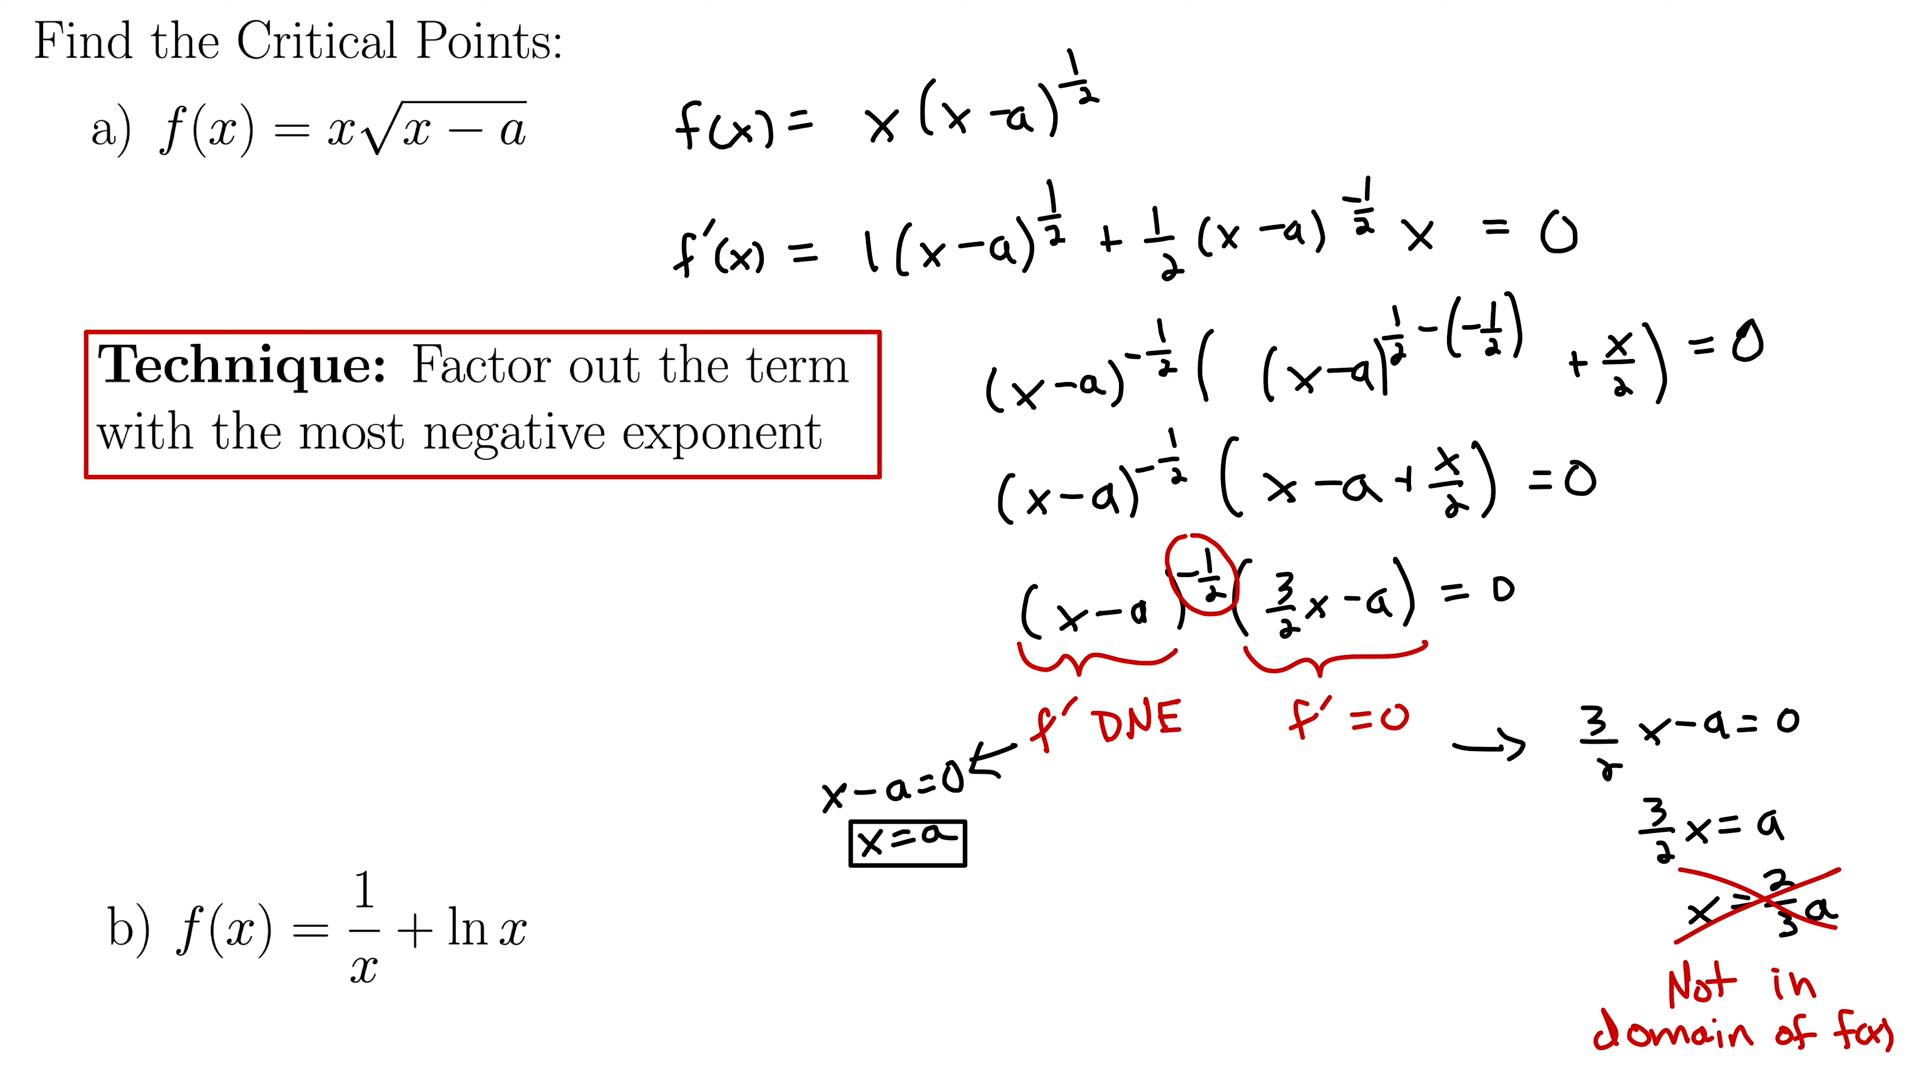 Find the Critical Points:
a) f(x) = x√(x − a)
f(x) = x(x−a)^(1/2)
f'(x) = 1(x−a)^(1/2) + 1/2 (x−a)^(-1/2) x = 0
Technique: Factor out the term
with the most negative exponent
(x−a)^(-1/2) ( (x−a)^(1/2 − (−1/2)) + x/2 ) = 0
(x−a)^(-1/2) ( x−a + x/2 ) = 0
(x−a)^(-1/2) ( 3/2 x − a ) = 0
f' DNE
f' = 0
→
3/2 x − a = 0
←
x−a=0
x=a
3/2 x = a
x = 2/3 a
Not in
domain of f(x)
b) f(x) = 1/x + ln x